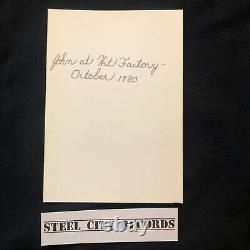 John at Hit Factory -
October 1980
STEEL CITY RECORDS